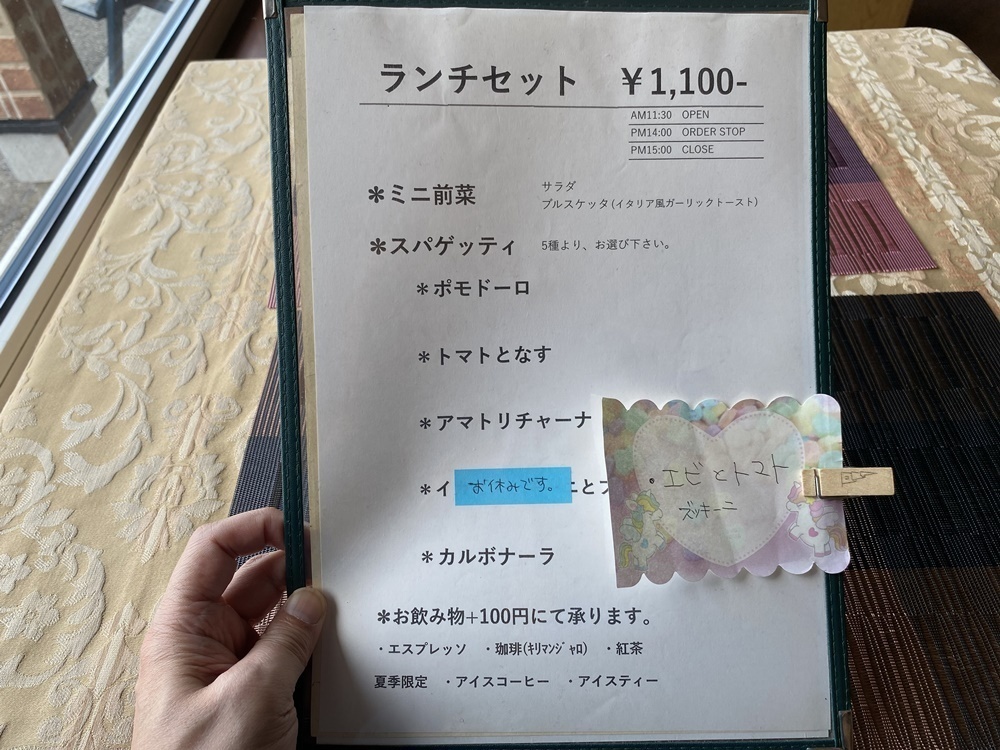 ランチセット ￥1,100-
AM11:30 OPEN
PM14:00 ORDER STOP
PM15:00 CLOSE
＊ミニ前菜 サラダ
ブルスケッタ(イタリア風ガーリックトースト)
＊スパゲッティ 5種より、お選び下さい。
＊ポモドーロ
＊トマトとなす
＊アマトリチャーナ
＊イ お休みです。 ニと
・エビとトマト
ズッキーニ
＊カルボナーラ
＊お飲み物+100円にて承ります。
・エスプレッソ ・珈琲(ｷﾘﾏﾝｼﾞｬﾛ) ・紅茶
夏季限定 ・アイスコーヒー ・アイスティー